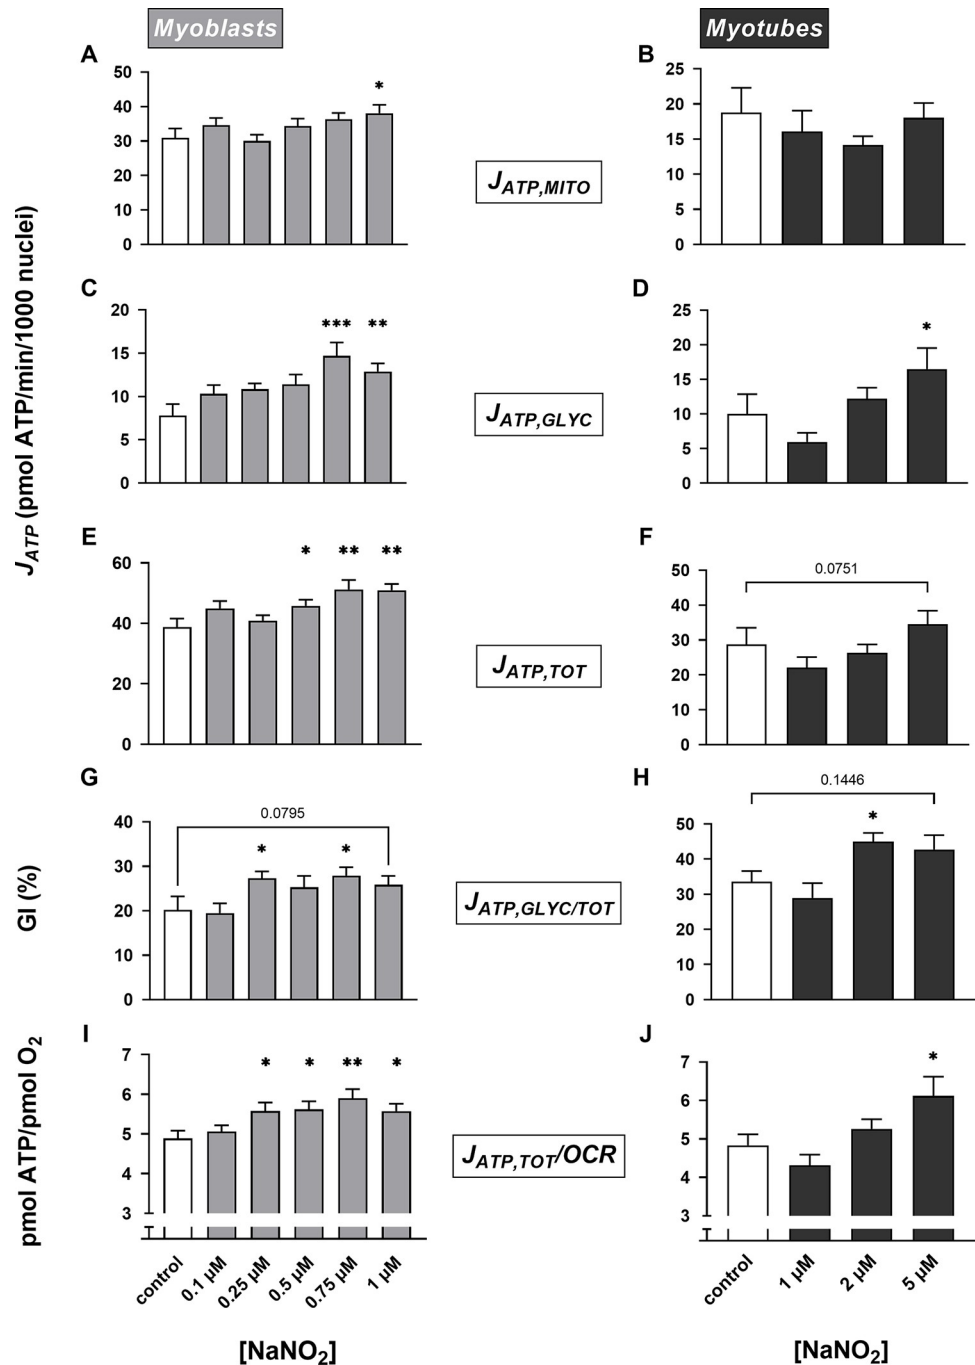 Myoblasts
Myotubes
A
50
40
30
20
10
0
*
B
25
20
15
10
5
0
J_ATP,MITO
C
20
15
10
5
0
*** **
D
25
20
15
10
5
0
*
J_ATP,GLYC
J_ATP (pmol ATP/min/1000 nuclei)
E
60
40
20
0
* ** **
F
50
40
30
20
10
0
0.0751
J_ATP,TOT
G
40
30
20
10
0
0.0795
* *
H
50
40
30
20
10
0
0.1446
*
GI (%)
J_ATP,GLYC/TOT
I
7
6
5
4
3
* * ** *
J
7
6
5
4
3
*
pmol ATP/pmol O₂
J_ATP,TOT/OCR
control 0.1 µM 0.25 µM 0.5 µM 0.75 µM 1 µM
control 1 µM 2 µM 5 µM
[NaNO₂]
[NaNO₂]